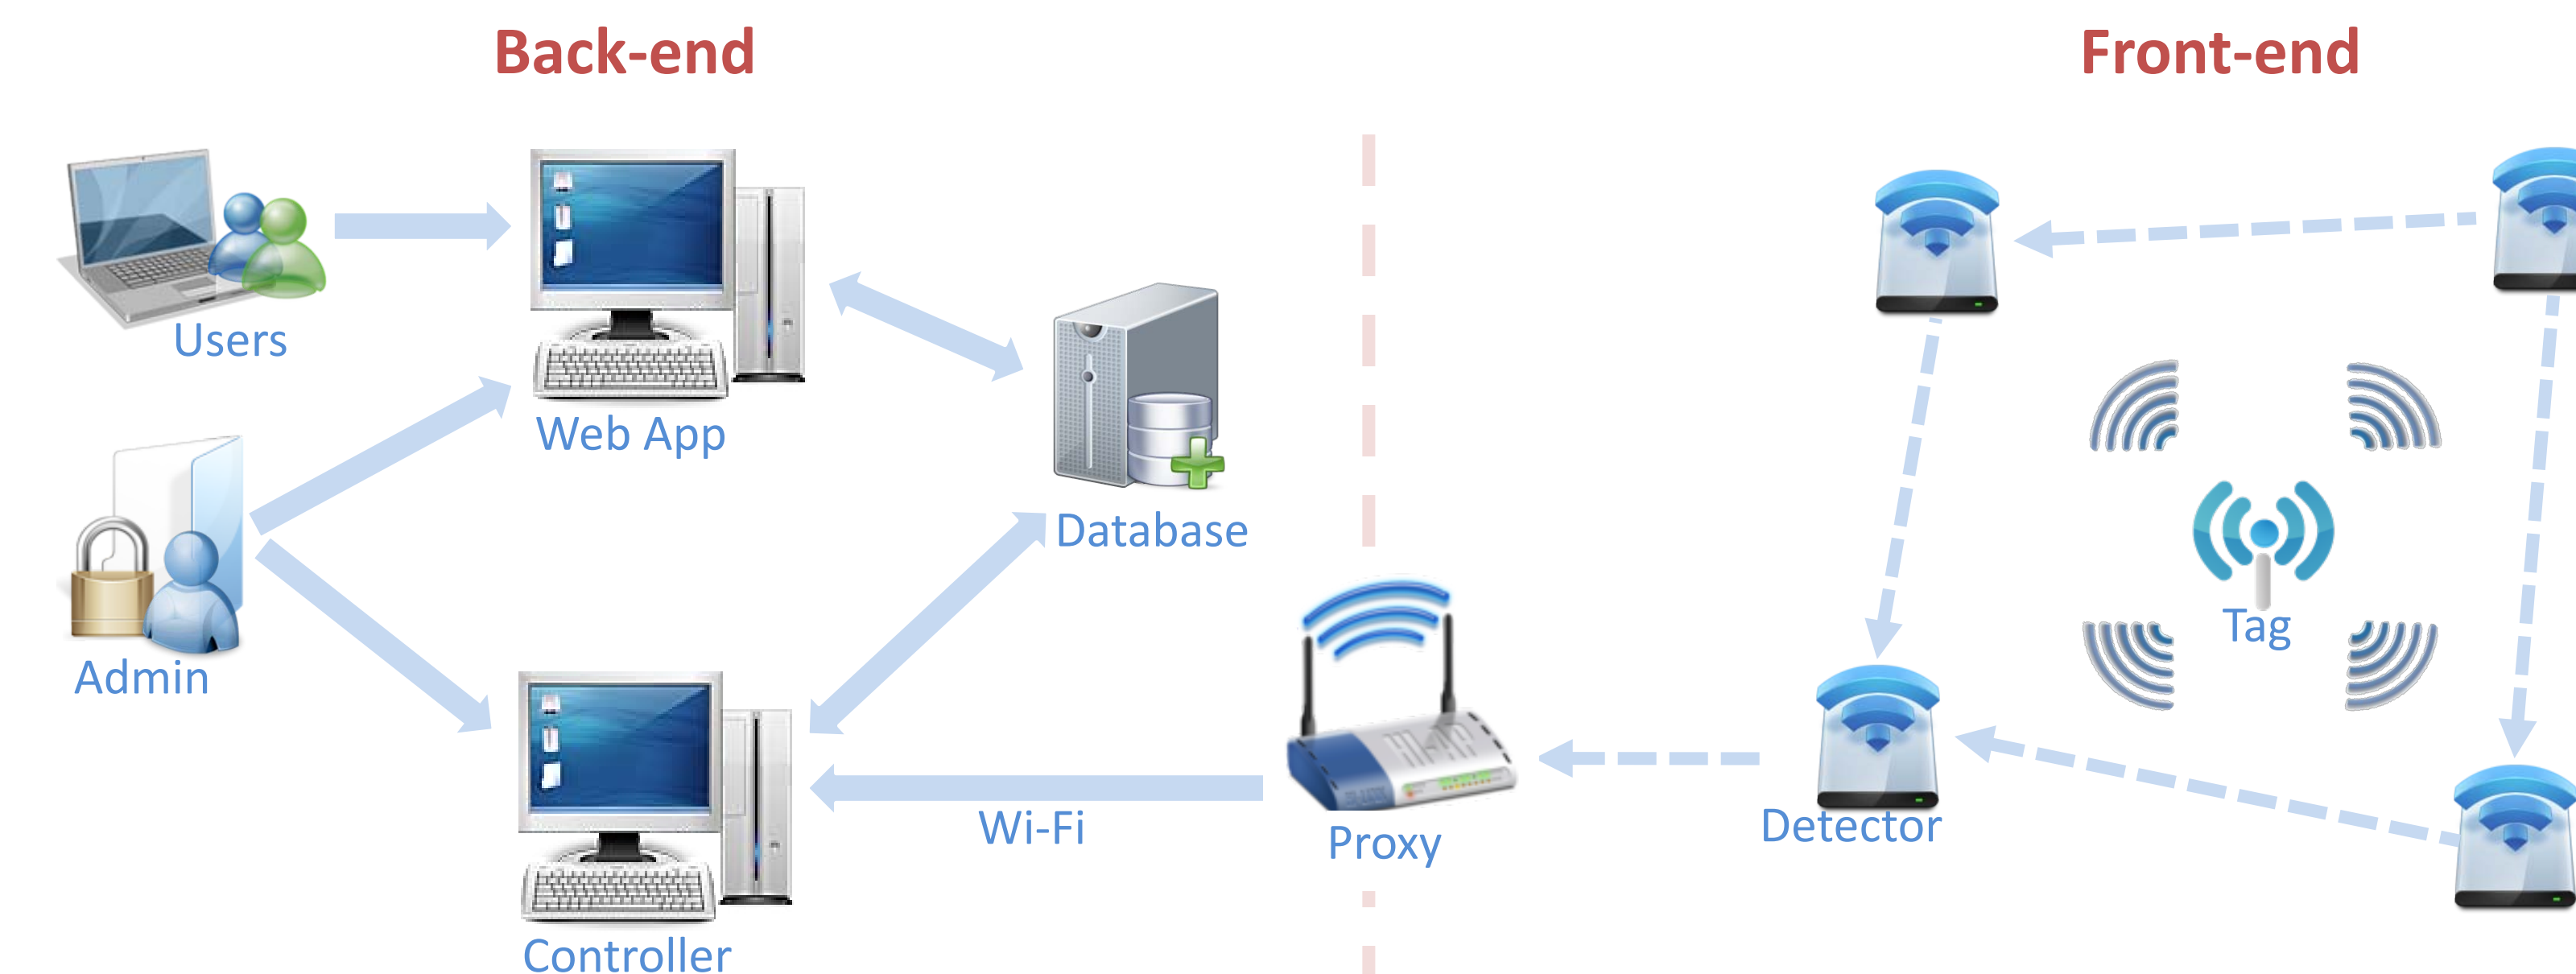 Back-end
Front-end
Users
Web App
Database
Tag
Admin
Wi-Fi
Proxy
Detector
Controller